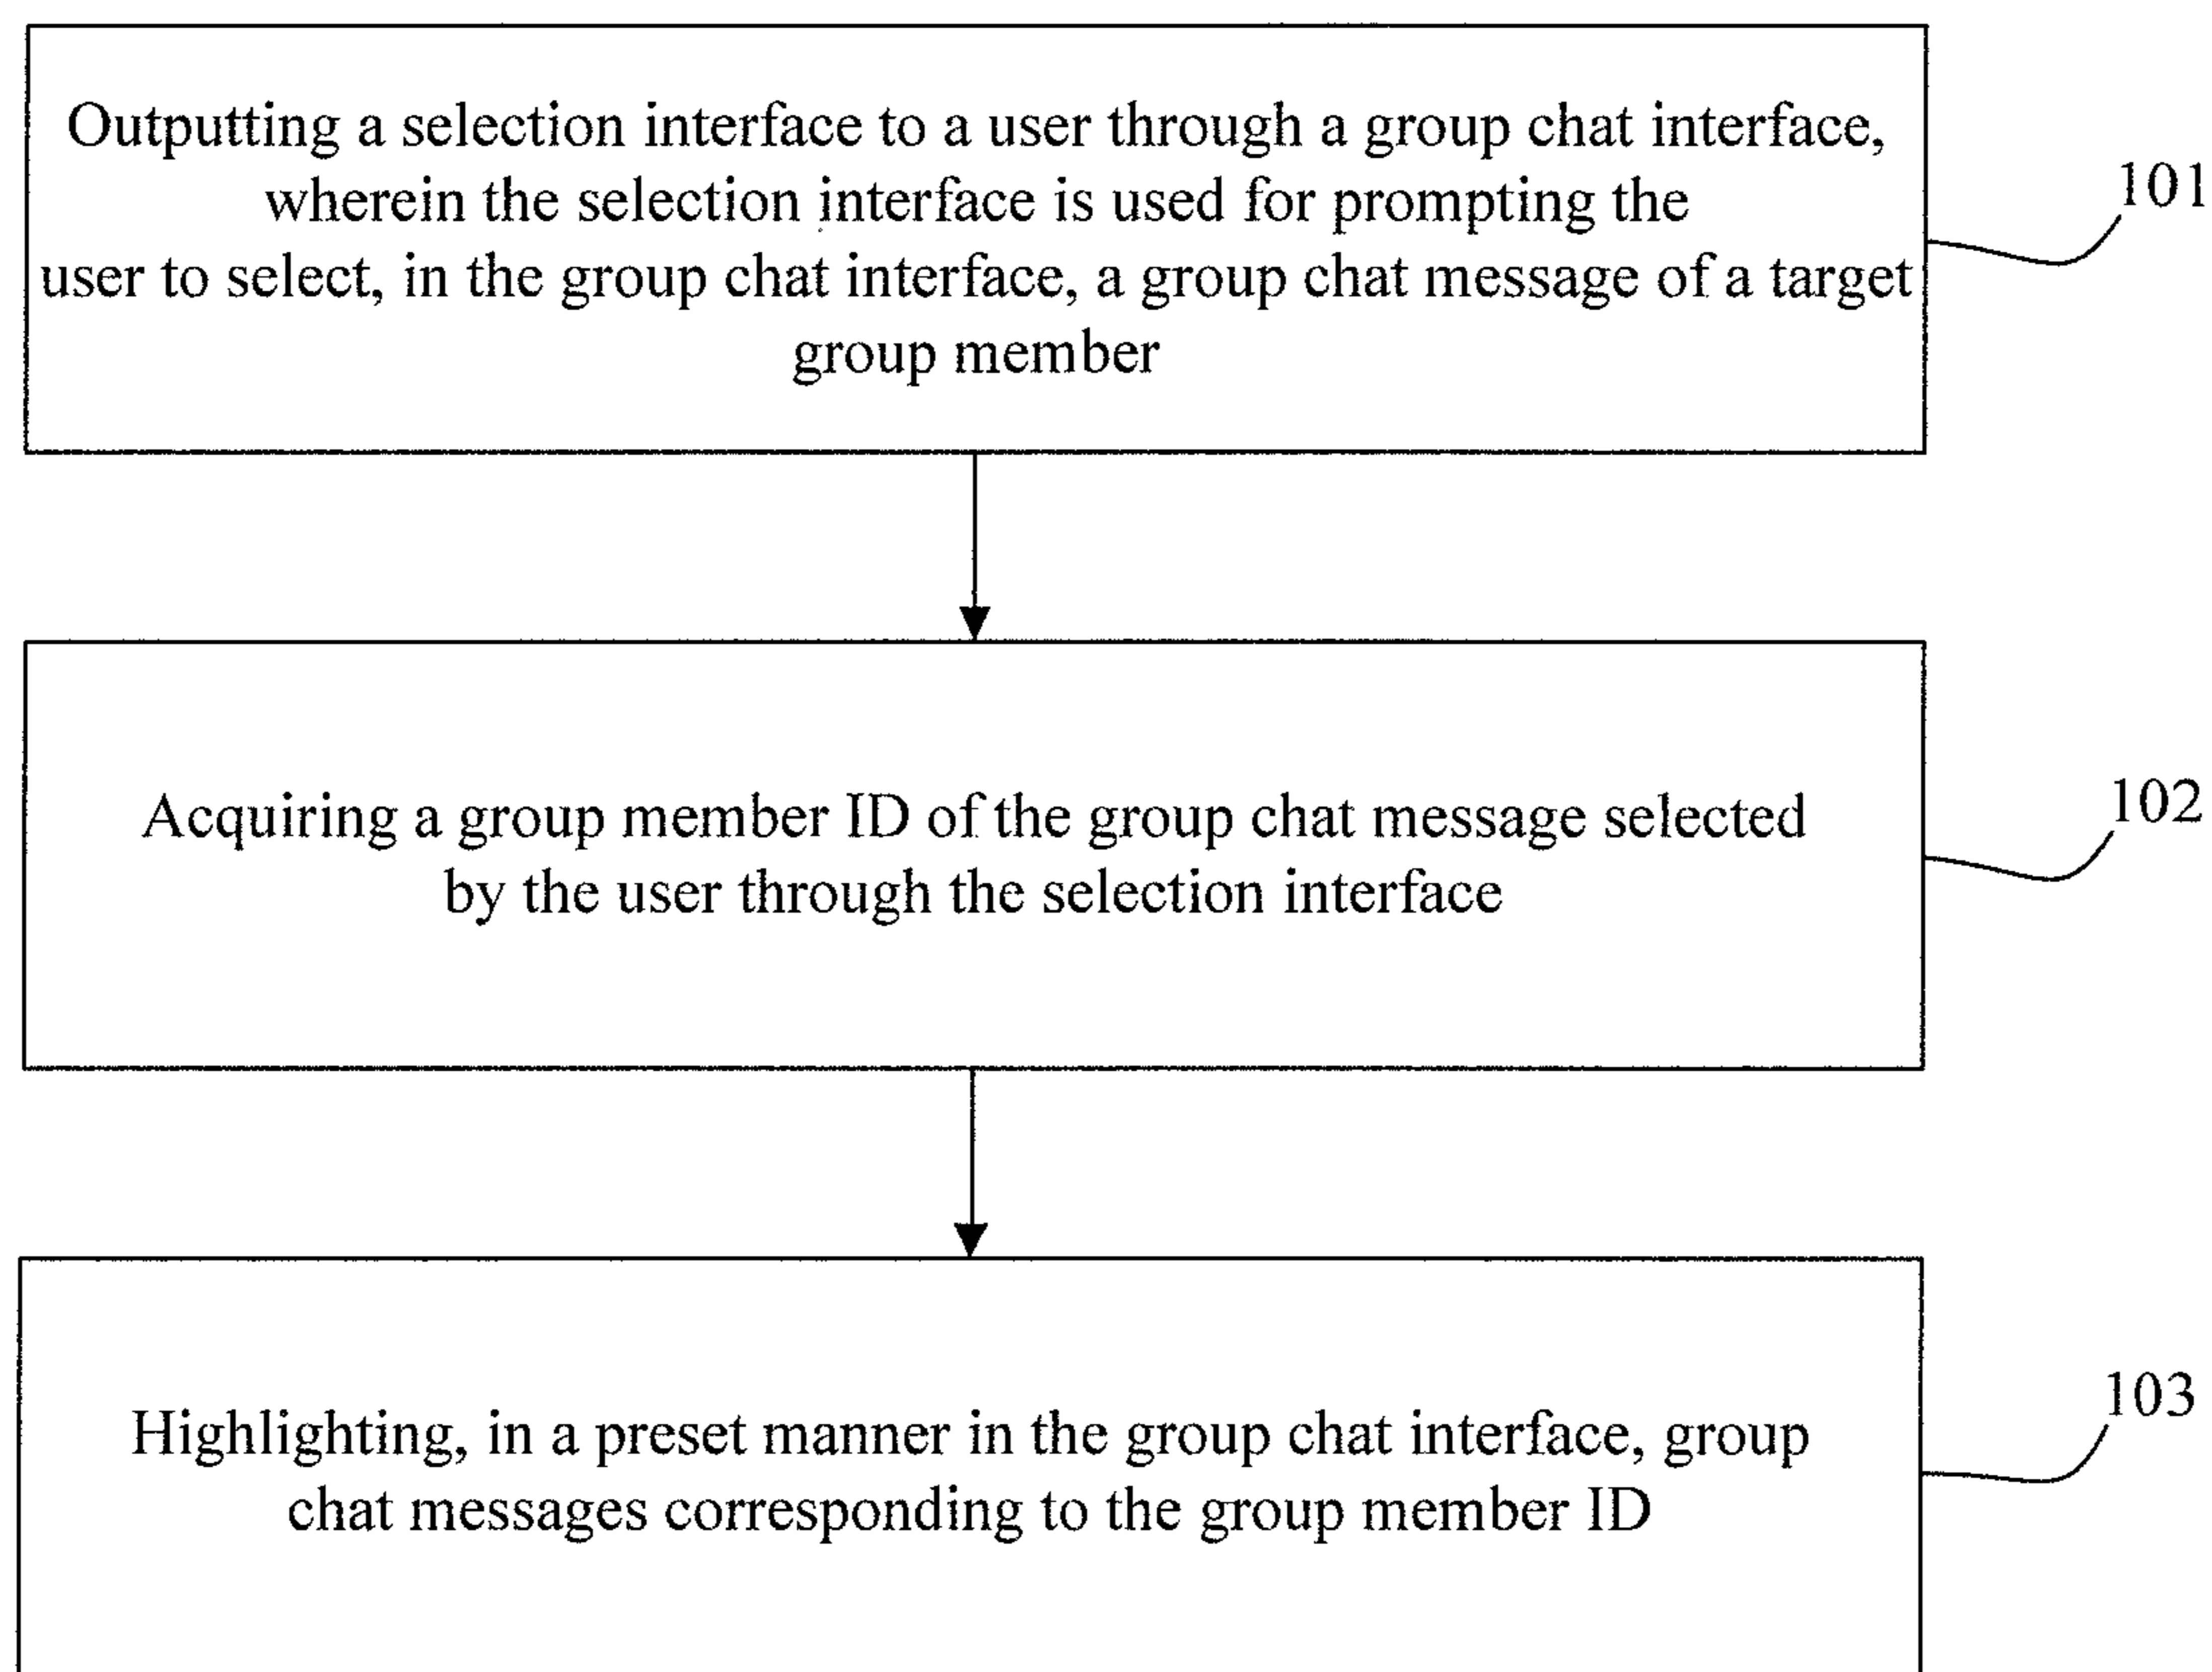 Outputting a selection interface to a user through a group chat interface,
wherein the selection interface is used for prompting the
user to select, in the group chat interface, a group chat message of a target
group member
101
Acquiring a group member ID of the group chat message selected
by the user through the selection interface
102
Highlighting, in a preset manner in the group chat interface, group
chat messages corresponding to the group member ID
103